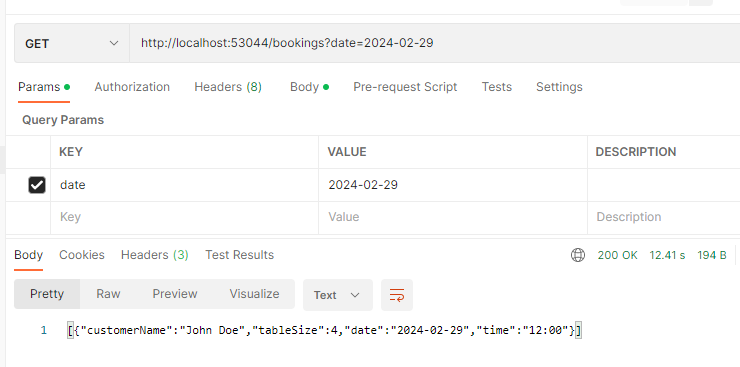 GET http://localhost:53044/bookings?date=2024-02-29
Params Authorization Headers (8) Body Pre-request Script Tests Settings
Query Params
KEY VALUE DESCRIPTION
date 2024-02-29
Key Value Description
Body Cookies Headers (3) Test Results 200 OK 12.41 s 194 B
Pretty Raw Preview Visualize Text
1 [{"customerName":"John Doe","tableSize":4,"date":"2024-02-29","time":"12:00"}]